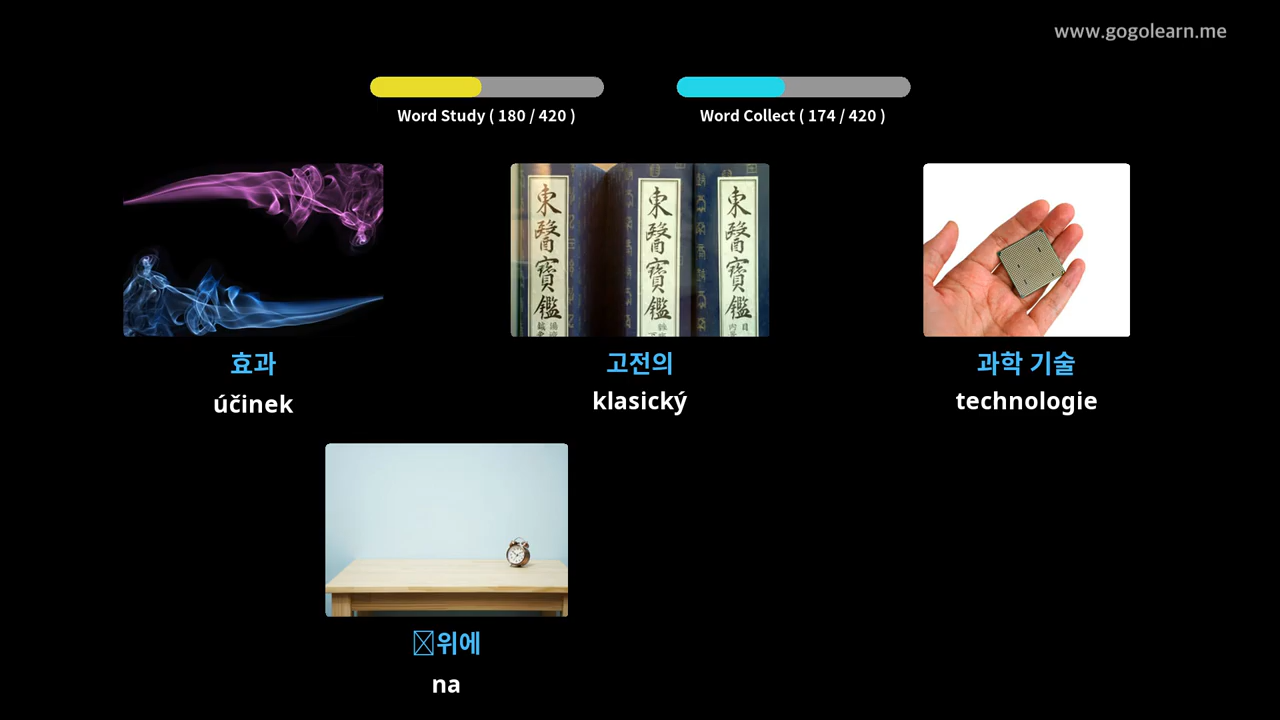 www.gogolearn.me
Word Study ( 180 / 420 )
Word Collect ( 174 / 420 )
東醫寶鑑
東醫寶鑑
東醫寶鑑
효과
고전의
과학 기술
účinek
klasický
technologie
위에
na